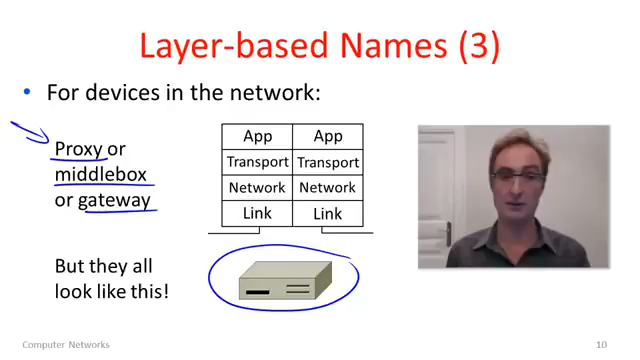 Layer-based Names (3)
• For devices in the network:
Proxy or
middlebox
or gateway
App App
Transport Transport
Network Network
Link Link
But they all
look like this!
Computer Networks
10